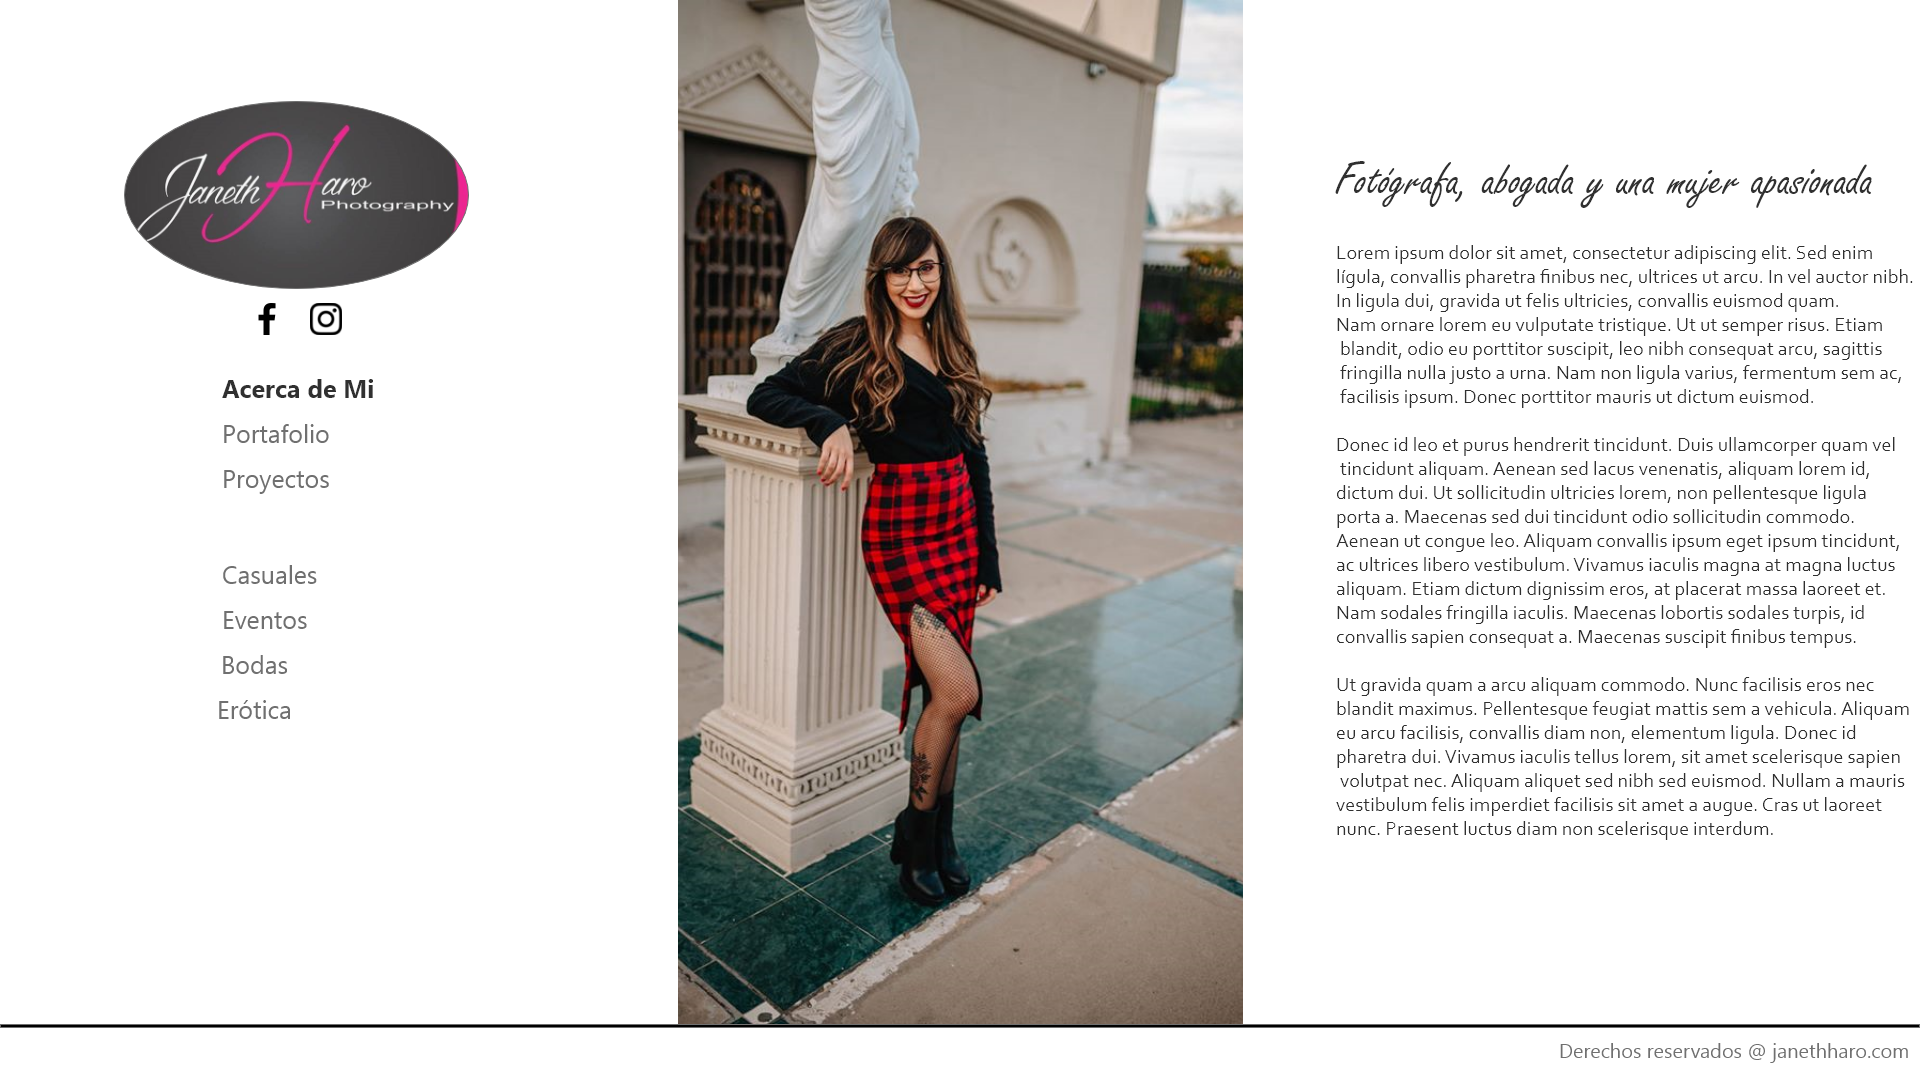 Janeth Haro
Photography
Acerca de Mi
Portafolio
Proyectos
Casuales
Eventos
Bodas
Erótica
Fotógrafa, abogada y una mujer apasionada
Lorem ipsum dolor sit amet, consectetur adipiscing elit. Sed enim
lígula, convallis pharetra finibus nec, ultrices ut arcu. In vel auctor nibh.
In ligula dui, gravida ut felis ultricies, convallis euismod quam.
Nam ornare lorem eu vulputate tristique. Ut ut semper risus. Etiam
blandit, odio eu porttitor suscipit, leo nibh consequat arcu, sagittis
fringilla nulla justo a urna. Nam non ligula varius, fermentum sem ac,
facilisis ipsum. Donec porttitor mauris ut dictum euismod.
Donec id leo et purus hendrerit tincidunt. Duis ullamcorper quam vel
tincidunt aliquam. Aenean sed lacus venenatis, aliquam lorem id,
dictum dui. Ut sollicitudin ultricies lorem, non pellentesque ligula
porta a. Maecenas sed dui tincidunt odio sollicitudin commodo.
Aenean ut congue leo. Aliquam convallis ipsum eget ipsum tincidunt,
ac ultrices libero vestibulum. Vivamus iaculis magna at magna luctus
aliquam. Etiam dictum dignissim eros, at placerat massa laoreet et.
Nam sodales fringilla iaculis. Maecenas lobortis sodales turpis, id
convallis sapien consequat a. Maecenas suscipit finibus tempus.
Ut gravida quam a arcu aliquam commodo. Nunc facilisis eros nec
blandit maximus. Pellentesque feugiat mattis sem a vehicula. Aliquam
eu arcu facilisis, convallis diam non, elementum ligula. Donec id
pharetra dui. Vivamus iaculis tellus lorem, sit amet scelerisque sapien
volutpat nec. Aliquam aliquet sed nibh sed euismod. Nullam a mauris
vestibulum felis imperdiet facilisis sit amet a augue. Cras ut laoreet
nunc. Praesent luctus diam non scelerisque interdum.
Derechos reservados @ janethharo.com